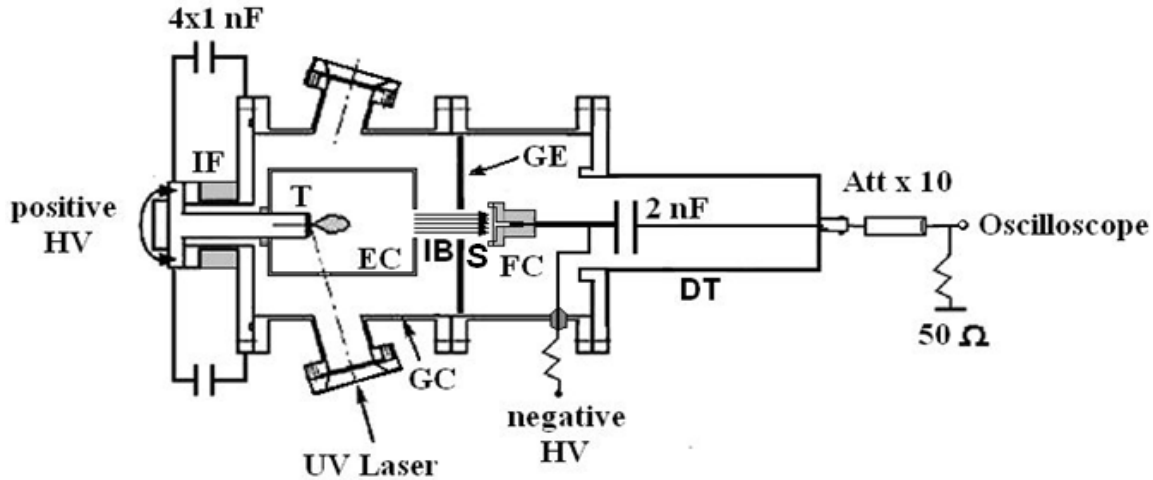 4x1 nF
IF
GE
T
Att x 10
positive
HV
2 nF
Oscilloscope
EC
IB
S
FC
DT
50 Ω
GC
negative
HV
UV Laser